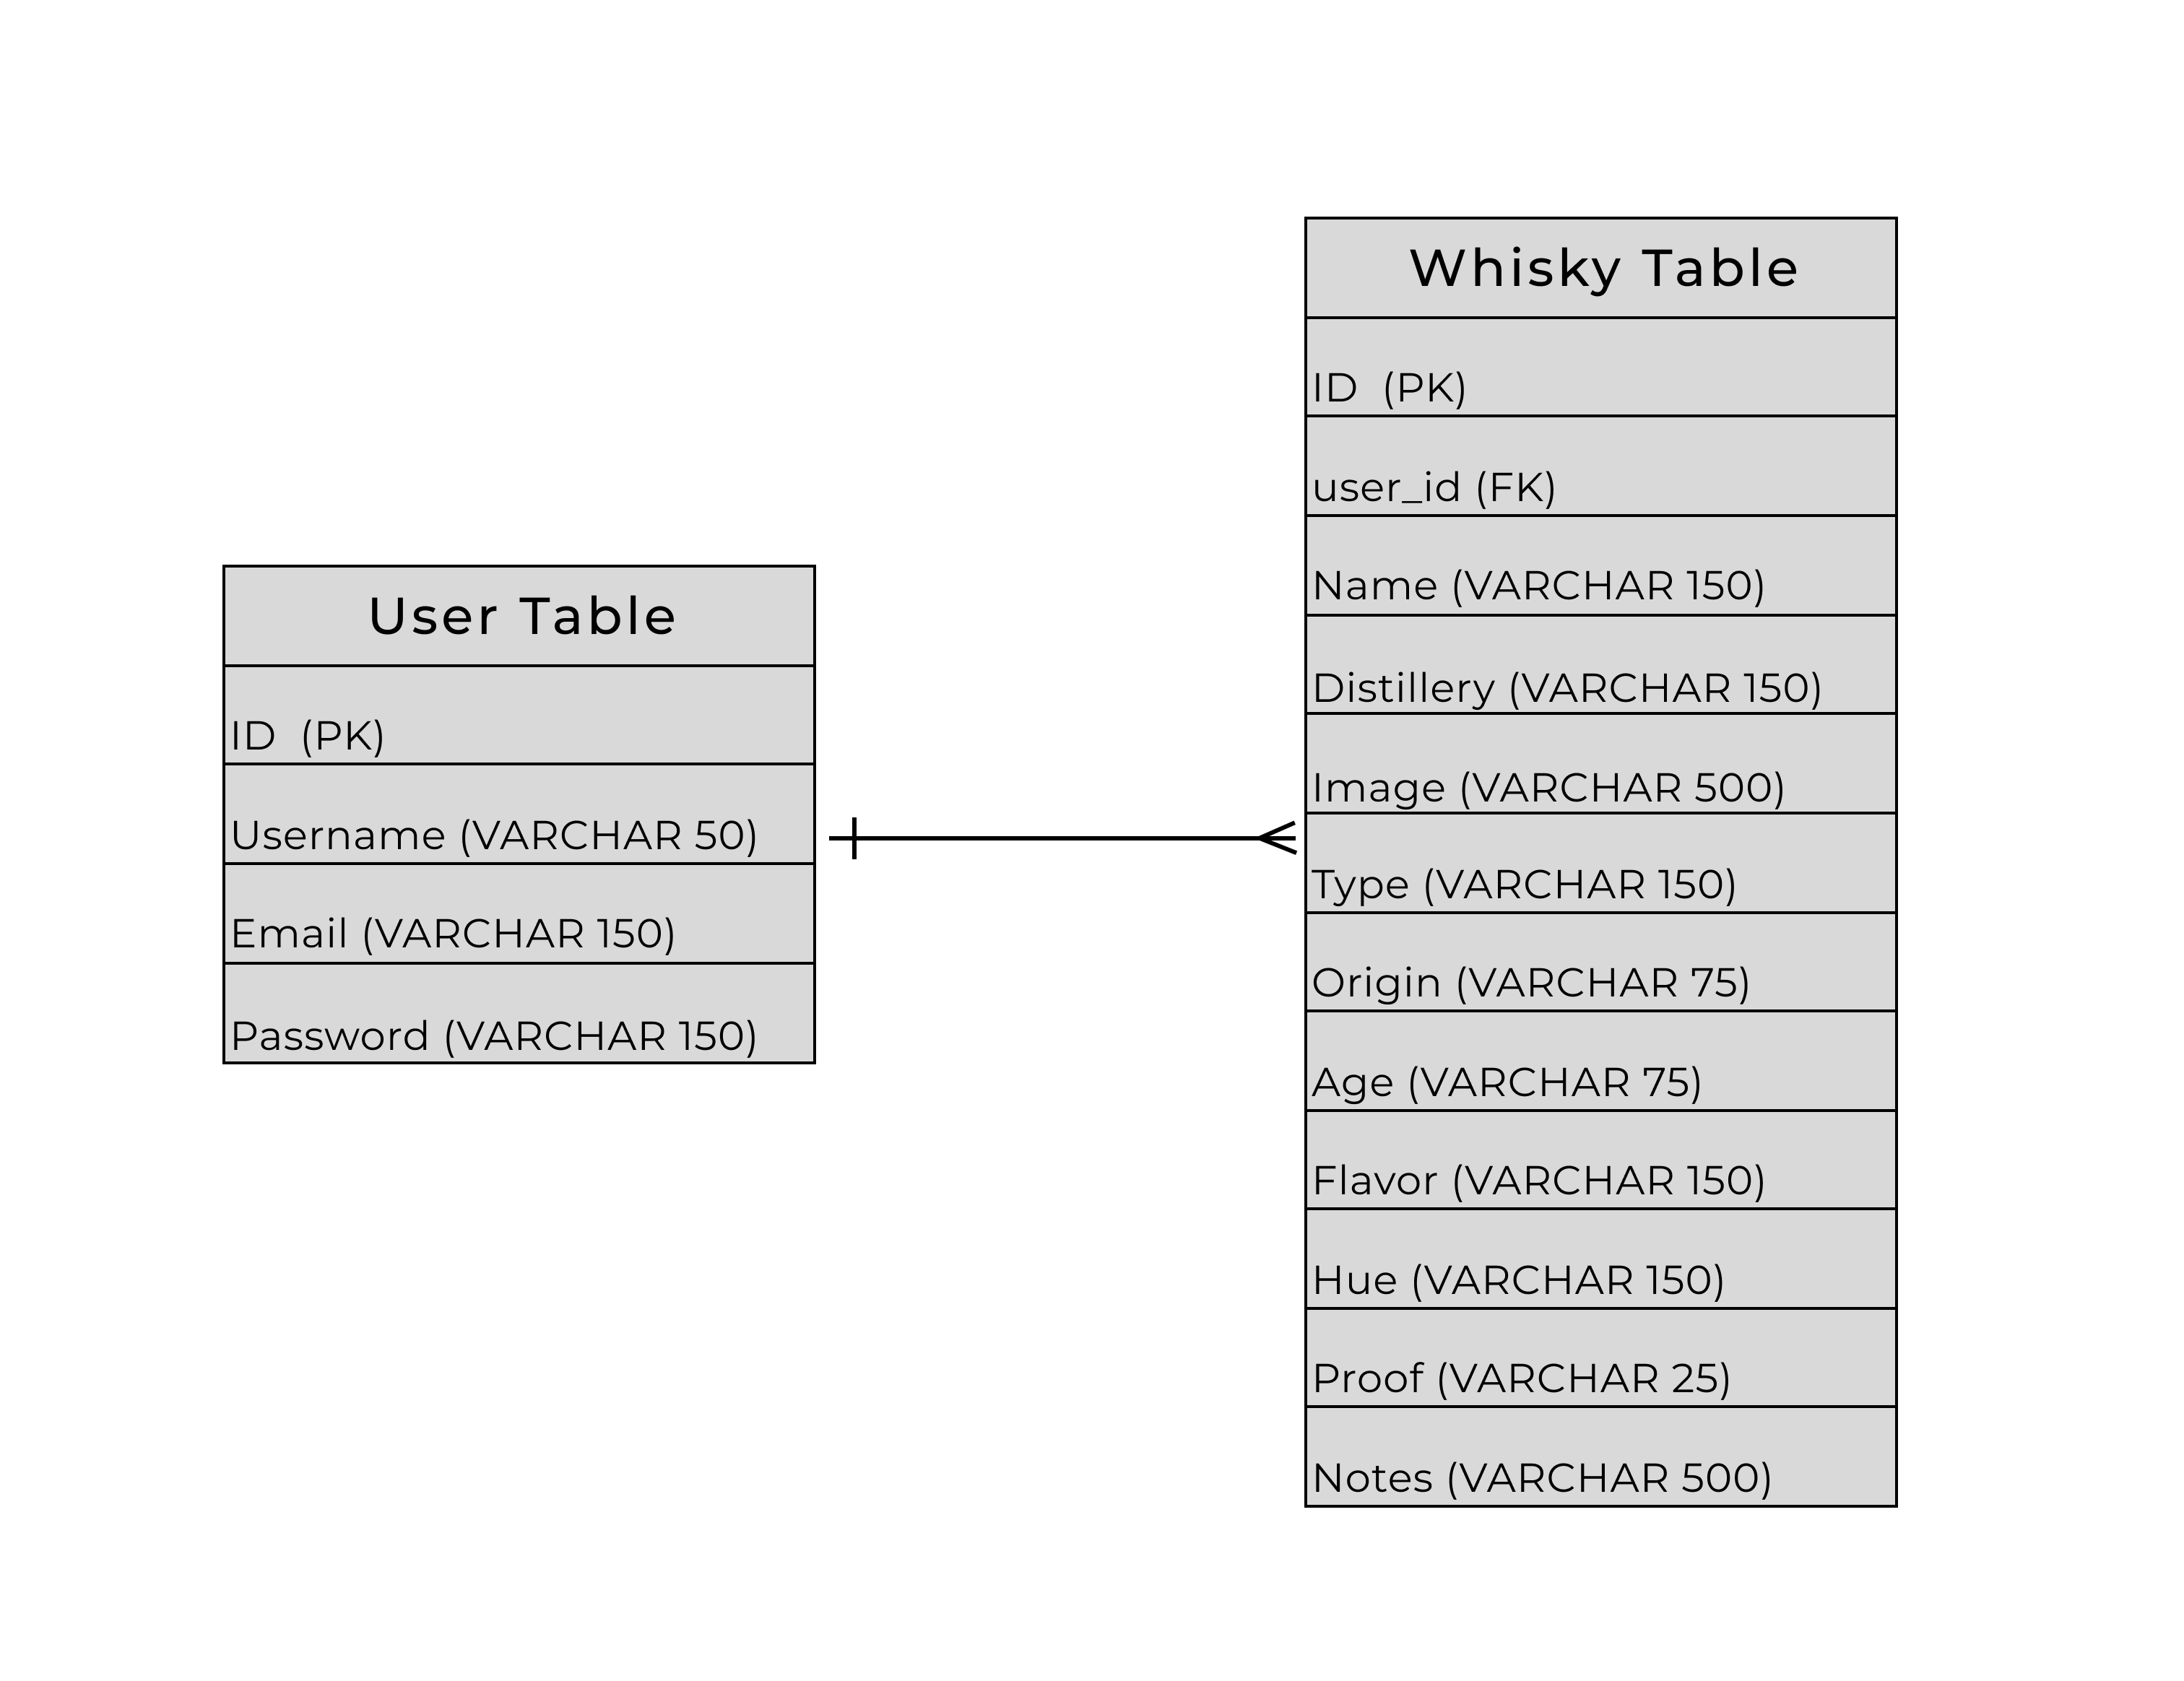 User Table
ID (PK)
Username (VARCHAR 50)
Email (VARCHAR 150)
Password (VARCHAR 150)
Whisky Table
ID (PK)
user_id (FK)
Name (VARCHAR 150)
Distillery (VARCHAR 150)
Image (VARCHAR 500)
Type (VARCHAR 150)
Origin (VARCHAR 75)
Age (VARCHAR 75)
Flavor (VARCHAR 150)
Hue (VARCHAR 150)
Proof (VARCHAR 25)
Notes (VARCHAR 500)